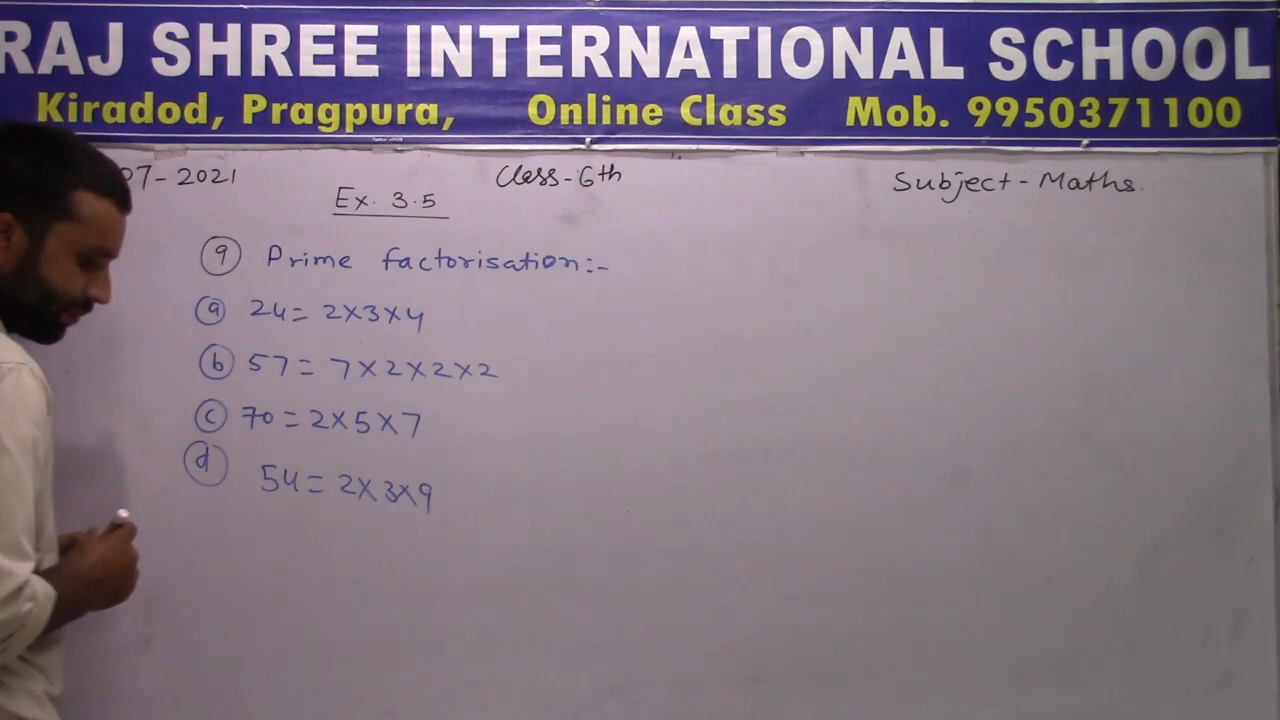 RAJ SHREE INTERNATIONAL SCHOOL
Kiradod, Pragpura, Online Class Mob. 9950371100
07-2021 Class-6th Subject-Maths.
Ex. 3.5
9 Prime factorisation:-
a 24= 2×3×4
b 57= 7×2×2×2
c 70=2×5×7
d 54= 2×3×9